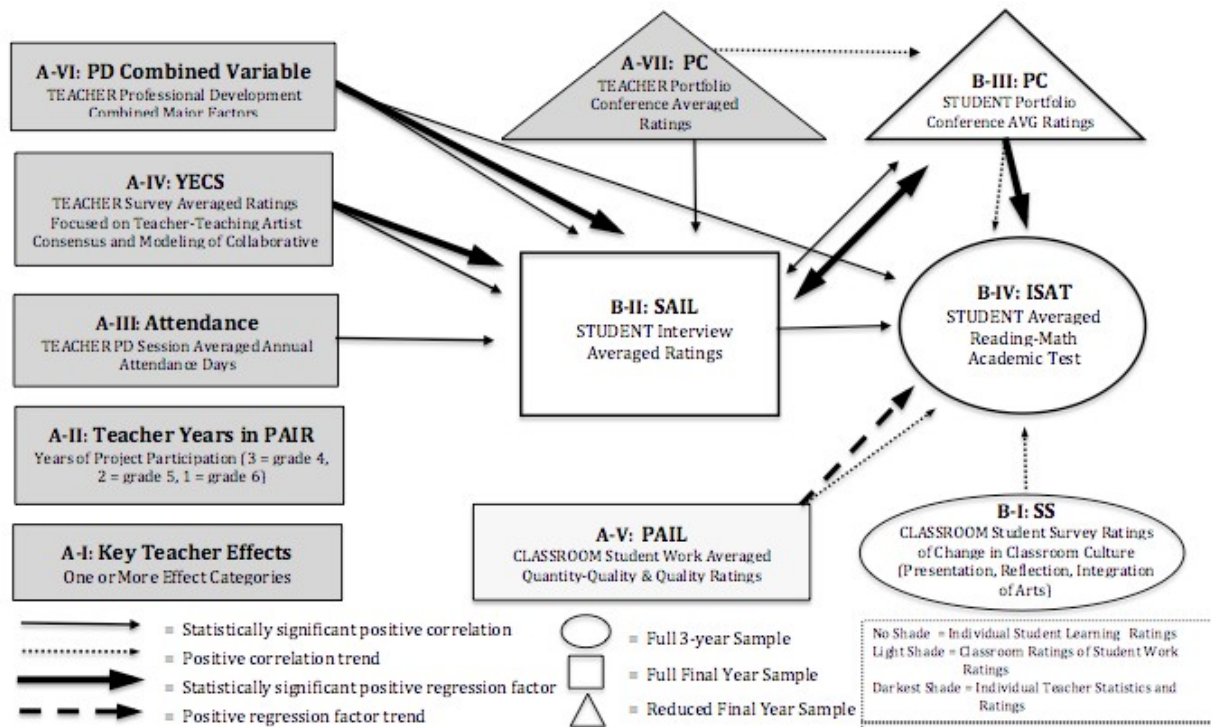 A-VI: PD Combined Variable
TEACHER Professional Development
Combined Major Factors
A-VII: PC
TEACHER Portfolio
Conference Averaged
Ratings
B-III: PC
STUDENT Portfolio
Conference AVG Ratings
A-IV: YECS
TEACHER Survey Averaged Ratings
Focused on Teacher-Teaching Artist
Consensus and Modeling of Collaborative
A-III: Attendance
TEACHER PD Session Averaged Annual
Attendance Days
B-II: SAIL
STUDENT Interview
Averaged Ratings
B-IV: ISAT
STUDENT Averaged
Reading-Math
Academic Test
A-II: Teacher Years in PAIR
Years of Project Participation (3 = grade 4,
2 = grade 5, 1 = grade 6)
A-I: Key Teacher Effects
One or More Effect Categories
A-V: PAIL
CLASSROOM Student Work Averaged
Quantity-Quality & Quality Ratings
B-I: SS
CLASSROOM Student Survey Ratings
of Change in Classroom Culture
(Presentation, Reflection, Integration
of Arts)
= Statistically significant positive correlation
= Positive correlation trend
= Statistically significant positive regression factor
= Positive regression factor trend
= Full 3-year Sample
= Full Final Year Sample
= Reduced Final Year Sample
No Shade = Individual Student Learning Ratings
Light Shade = Classroom Ratings of Student Work
Ratings
Darkest Shade = Individual Teacher Statistics and
Ratings